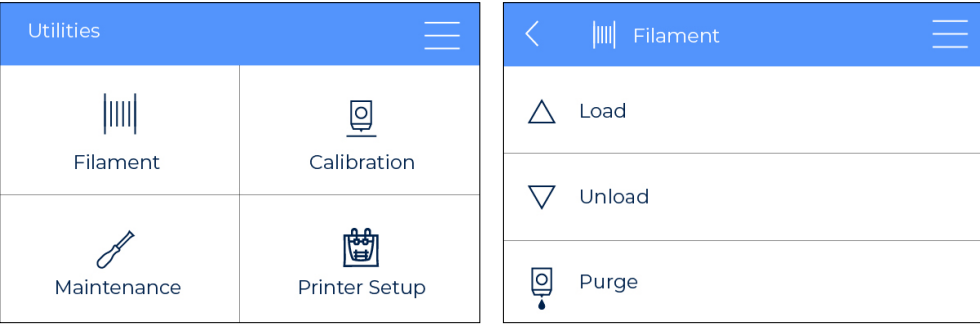 Utilities
Filament
Calibration
Maintenance
Printer Setup
Filament
Load
Unload
Purge